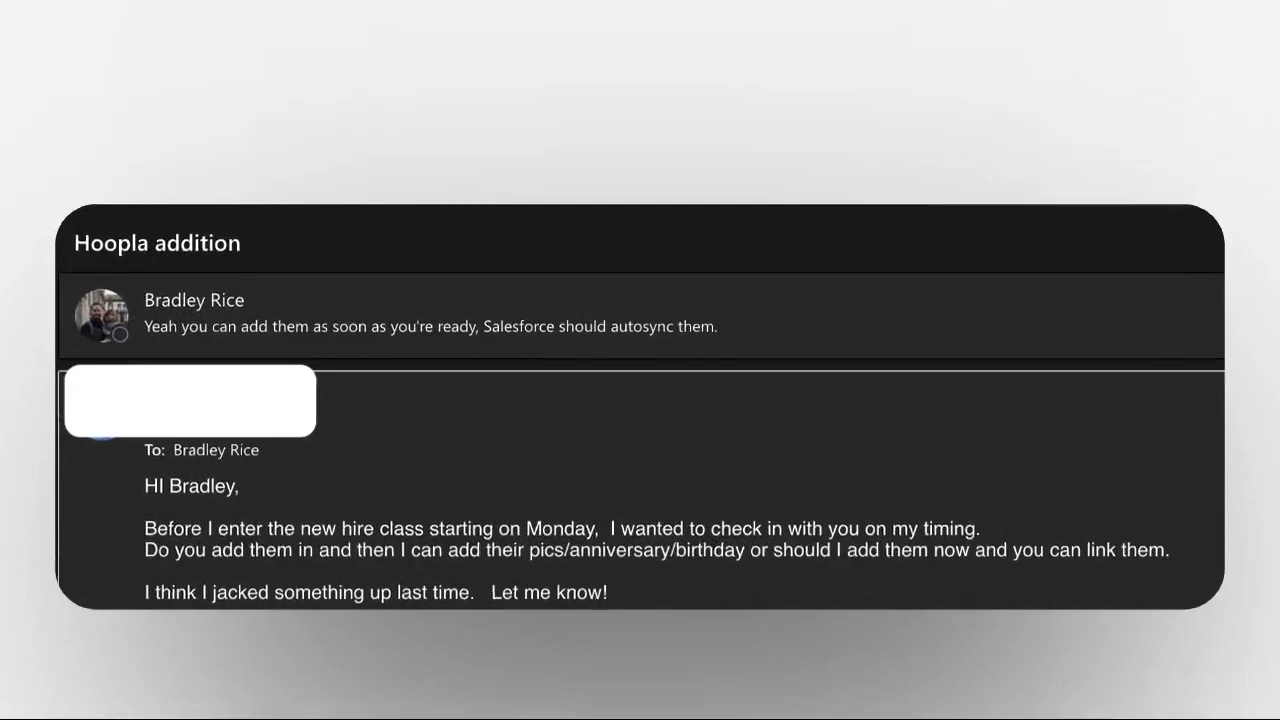 Hoopla addition
Bradley Rice
Yeah you can add them as soon as you're ready, Salesforce should autosync them.
To: Bradley Rice
HI Bradley,
Before I enter the new hire class starting on Monday,  I wanted to check in with you on my timing.
Do you add them in and then I can add their pics/anniversary/birthday or should I add them now and you can link them.
I think I jacked something up last time.   Let me know!